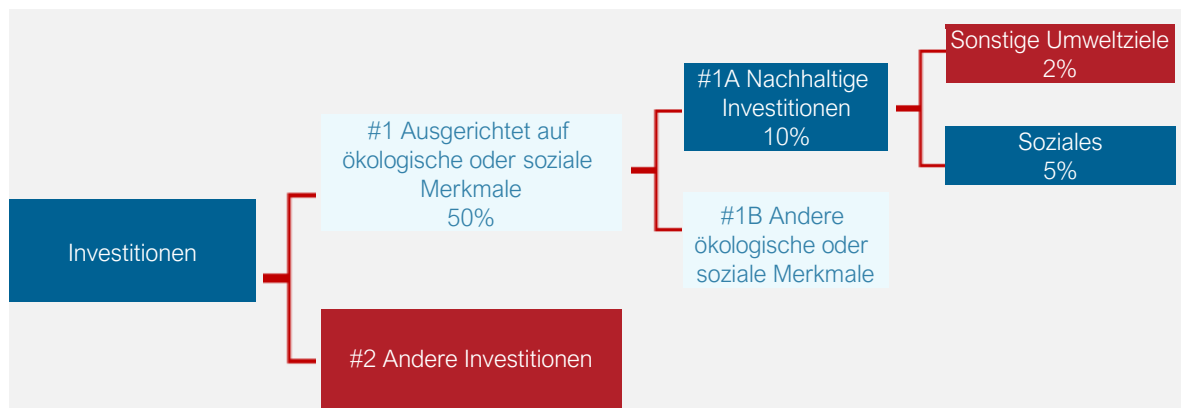 Investitionen
#1 Ausgerichtet auf
ökologische oder soziale
Merkmale
50%
#2 Andere Investitionen
#1A Nachhaltige
Investitionen
10%
#1B Andere
ökologische oder
soziale Merkmale
Sonstige Umweltziele
2%
Soziales
5%